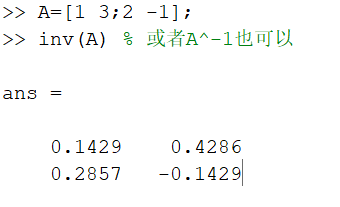 >> A=[1 3;2 -1];
>> inv(A) % 或者A^-1也可以
ans =
0.1429 0.4286
0.2857 -0.1429